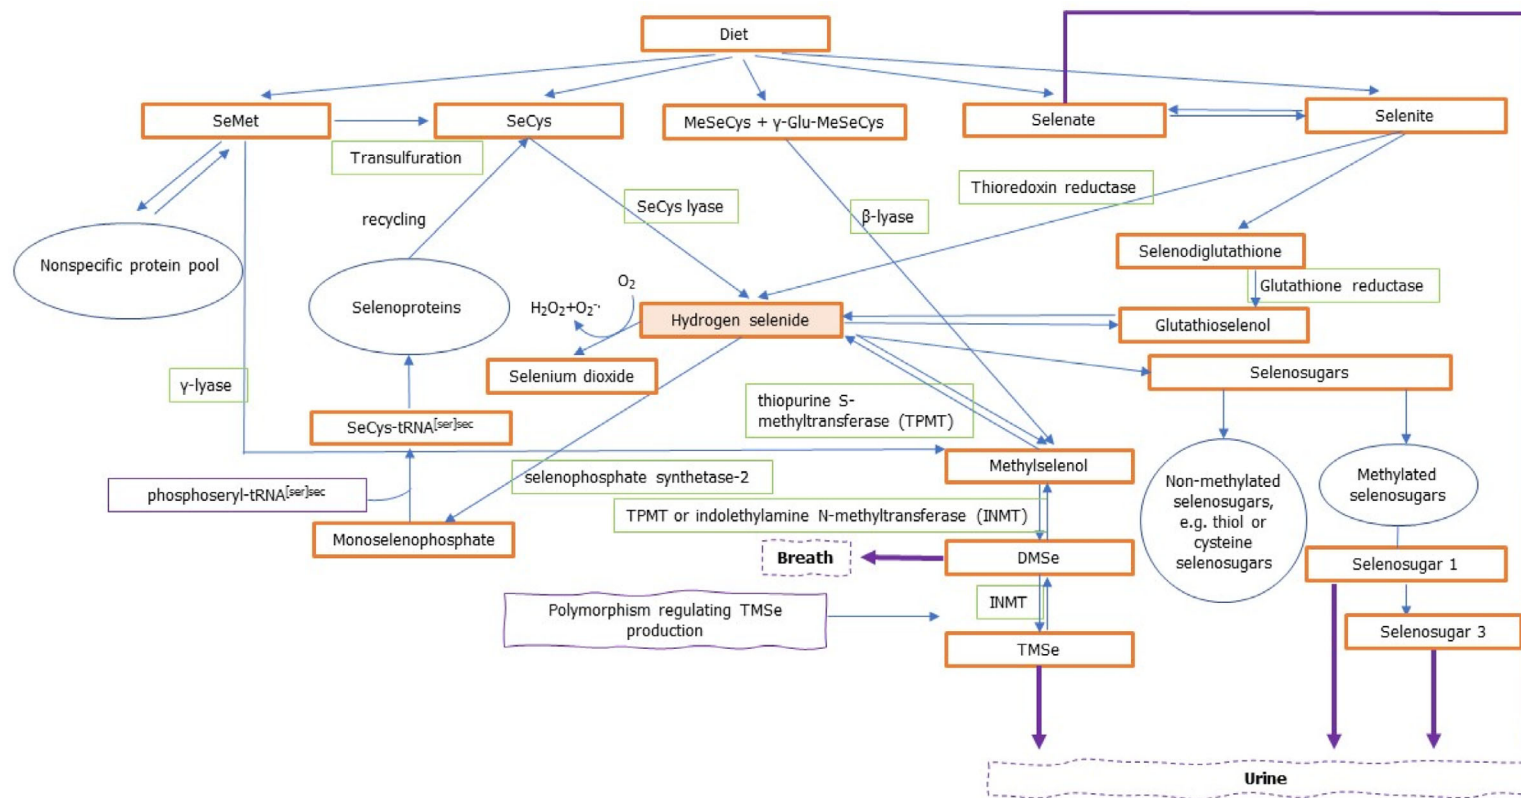 Diet
SeMet
SeCys
MeSeCys + γ-Glu-MeSeCys
Selenate
Selenite
Transulfuration
Thioredoxin reductase
recycling
SeCys lyase
β-lyase
Nonspecific protein pool
Selenodiglutathione
Glutathione reductase
Selenoproteins
O₂
H₂O₂+O₂⁻·
Hydrogen selenide
Glutathioselenol
Selenium dioxide
Selenosugars
γ-lyase
thiopurine S-
methyltransferase (TPMT)
SeCys-tRNA[ser]sec
Methylselenol
selenophosphate synthetase-2
phosphoseryl-tRNA[ser]sec
Non-methylated
selenosugars,
e.g. thiol or
cysteine
selenosugars
Methylated
selenosugars
TPMT or indolethylamine N-methyltransferase (INMT)
Monoselenophosphate
Breath
DMSe
Selenosugar 1
Polymorphism regulating TMSe
production
INMT
Selenosugar 3
TMSe
Urine